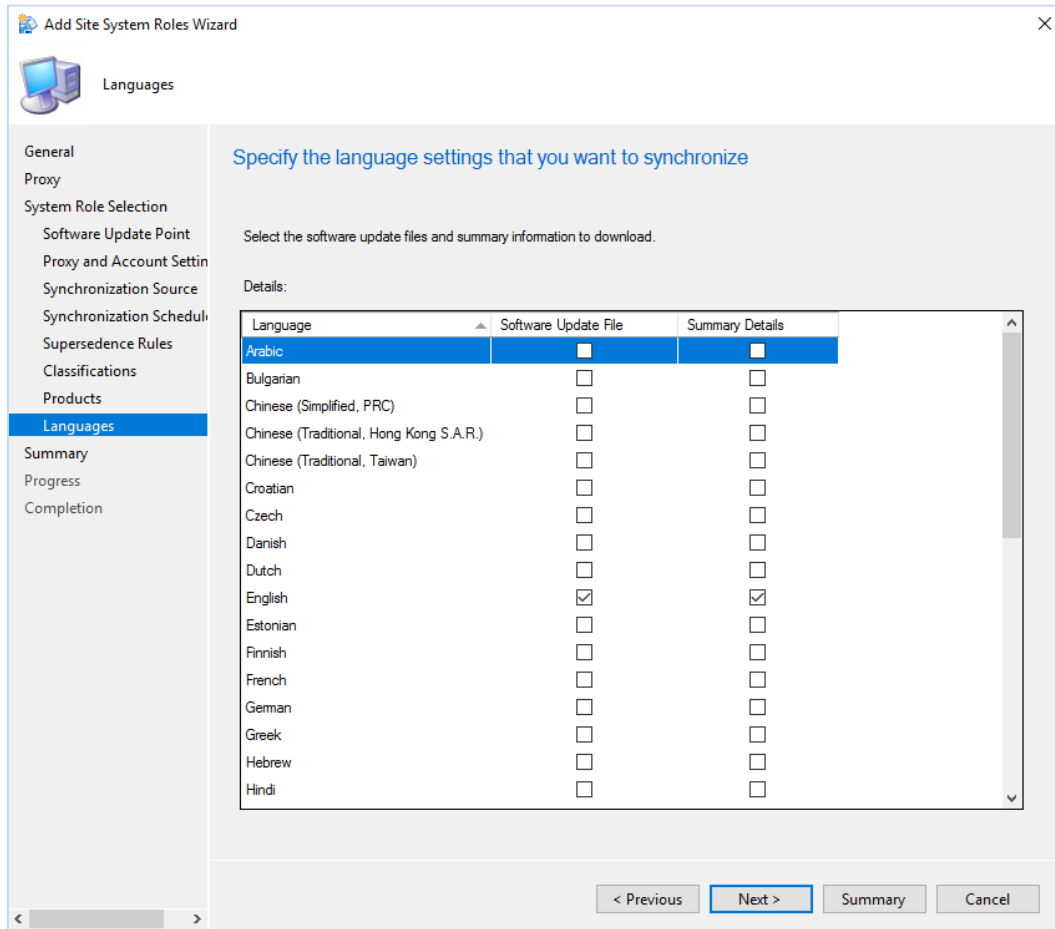 Add Site System Roles Wizard
Languages
General
Proxy
System Role Selection
Software Update Point
Proxy and Account Settin
Synchronization Source
Synchronization Schedul
Supersedence Rules
Classifications
Products
Languages
Summary
Progress
Completion
Specify the language settings that you want to synchronize
Select the software update files and summary information to download.
Details:
Language Software Update File Summary Details
Arabic
Bulgarian
Chinese (Simplified, PRC)
Chinese (Traditional, Hong Kong S.A.R.)
Chinese (Traditional, Taiwan)
Croatian
Czech
Danish
Dutch
English
Estonian
Finnish
French
German
Greek
Hebrew
Hindi
< Previous Next > Summary Cancel